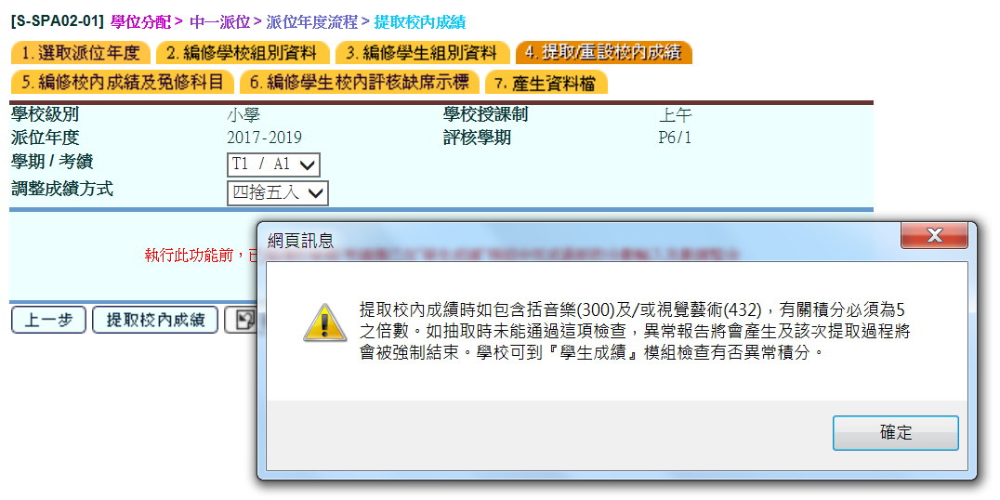 [S-SPA02-01] 學位分配 > 中一派位 > 派位年度流程 > 提取校內成績
1. 選取派位年度 2. 編修學校組別資料 3. 編修學生組別資料 4. 提取/重設校內成績
5. 編修校內成績及免修科目 6. 編修學生校內評核缺席示標 7. 產生資料檔
學校級別 小學 學校授課制 上午
派位年度 2017-2019 評核學期 P6/1
學期 / 考績 T1 / A1
調整成績方式 四捨五入
網頁訊息
執行此功能前，已
提取校內成績時如包含括音樂(300)及/或視覺藝術(432)，有關積分必須為5
之倍數。如抽取時未能通過這項檢查，異常報告將會產生及該次提取過程將
會被強制結束。學校可到『學生成績』模組檢查有否異常積分。
上一步 提取校內成績
確定